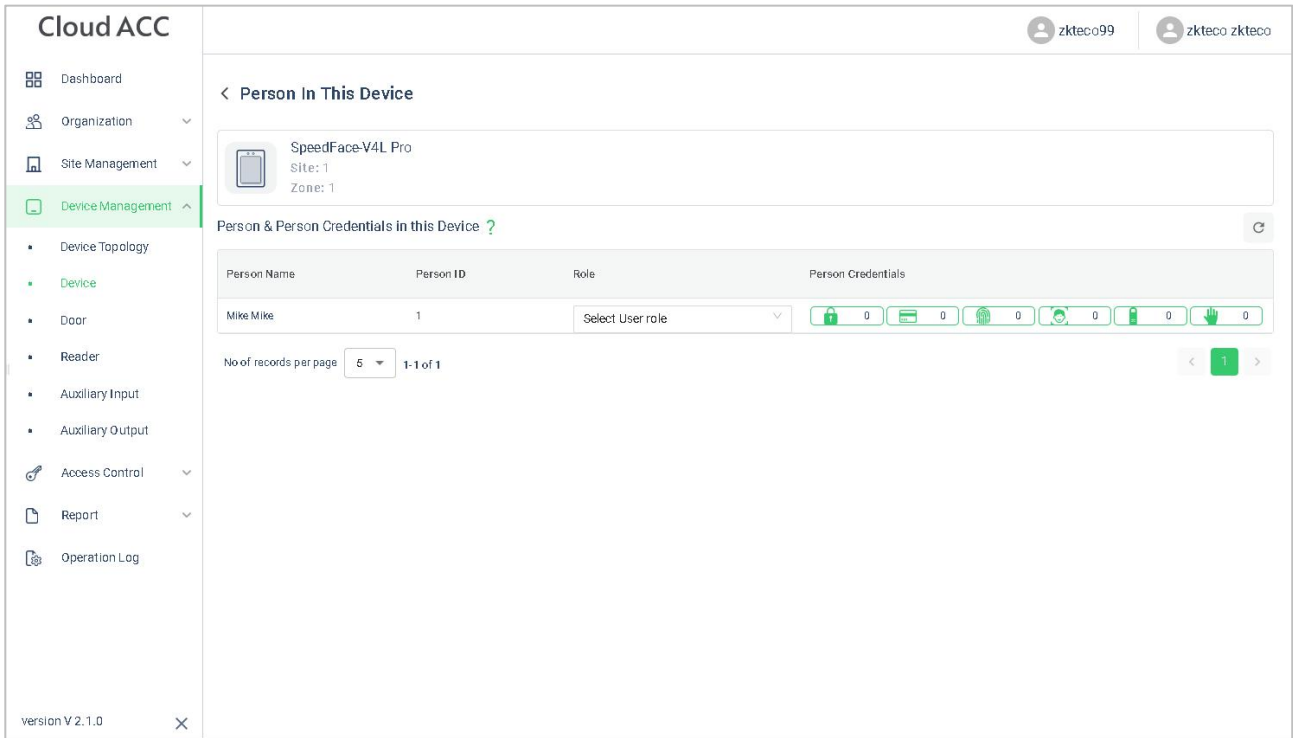 Cloud ACC
zkteco99
zkteco zkteco
Dashboard
Organization
Site Management
Device Management
Device Topology
Device
Door
Reader
Auxiliary Input
Auxiliary Output
Access Control
Report
Operation Log
version V 2.1.0
Person In This Device
SpeedFace-V4L Pro
Site: 1
Zone: 1
Person & Person Credentials in this Device ?
Person Name Person ID Role Person Credentials
Mike Mike 1 Select User role 0 0 0 0 0 0
No of records per page 5 1-1 of 1 < 1 >